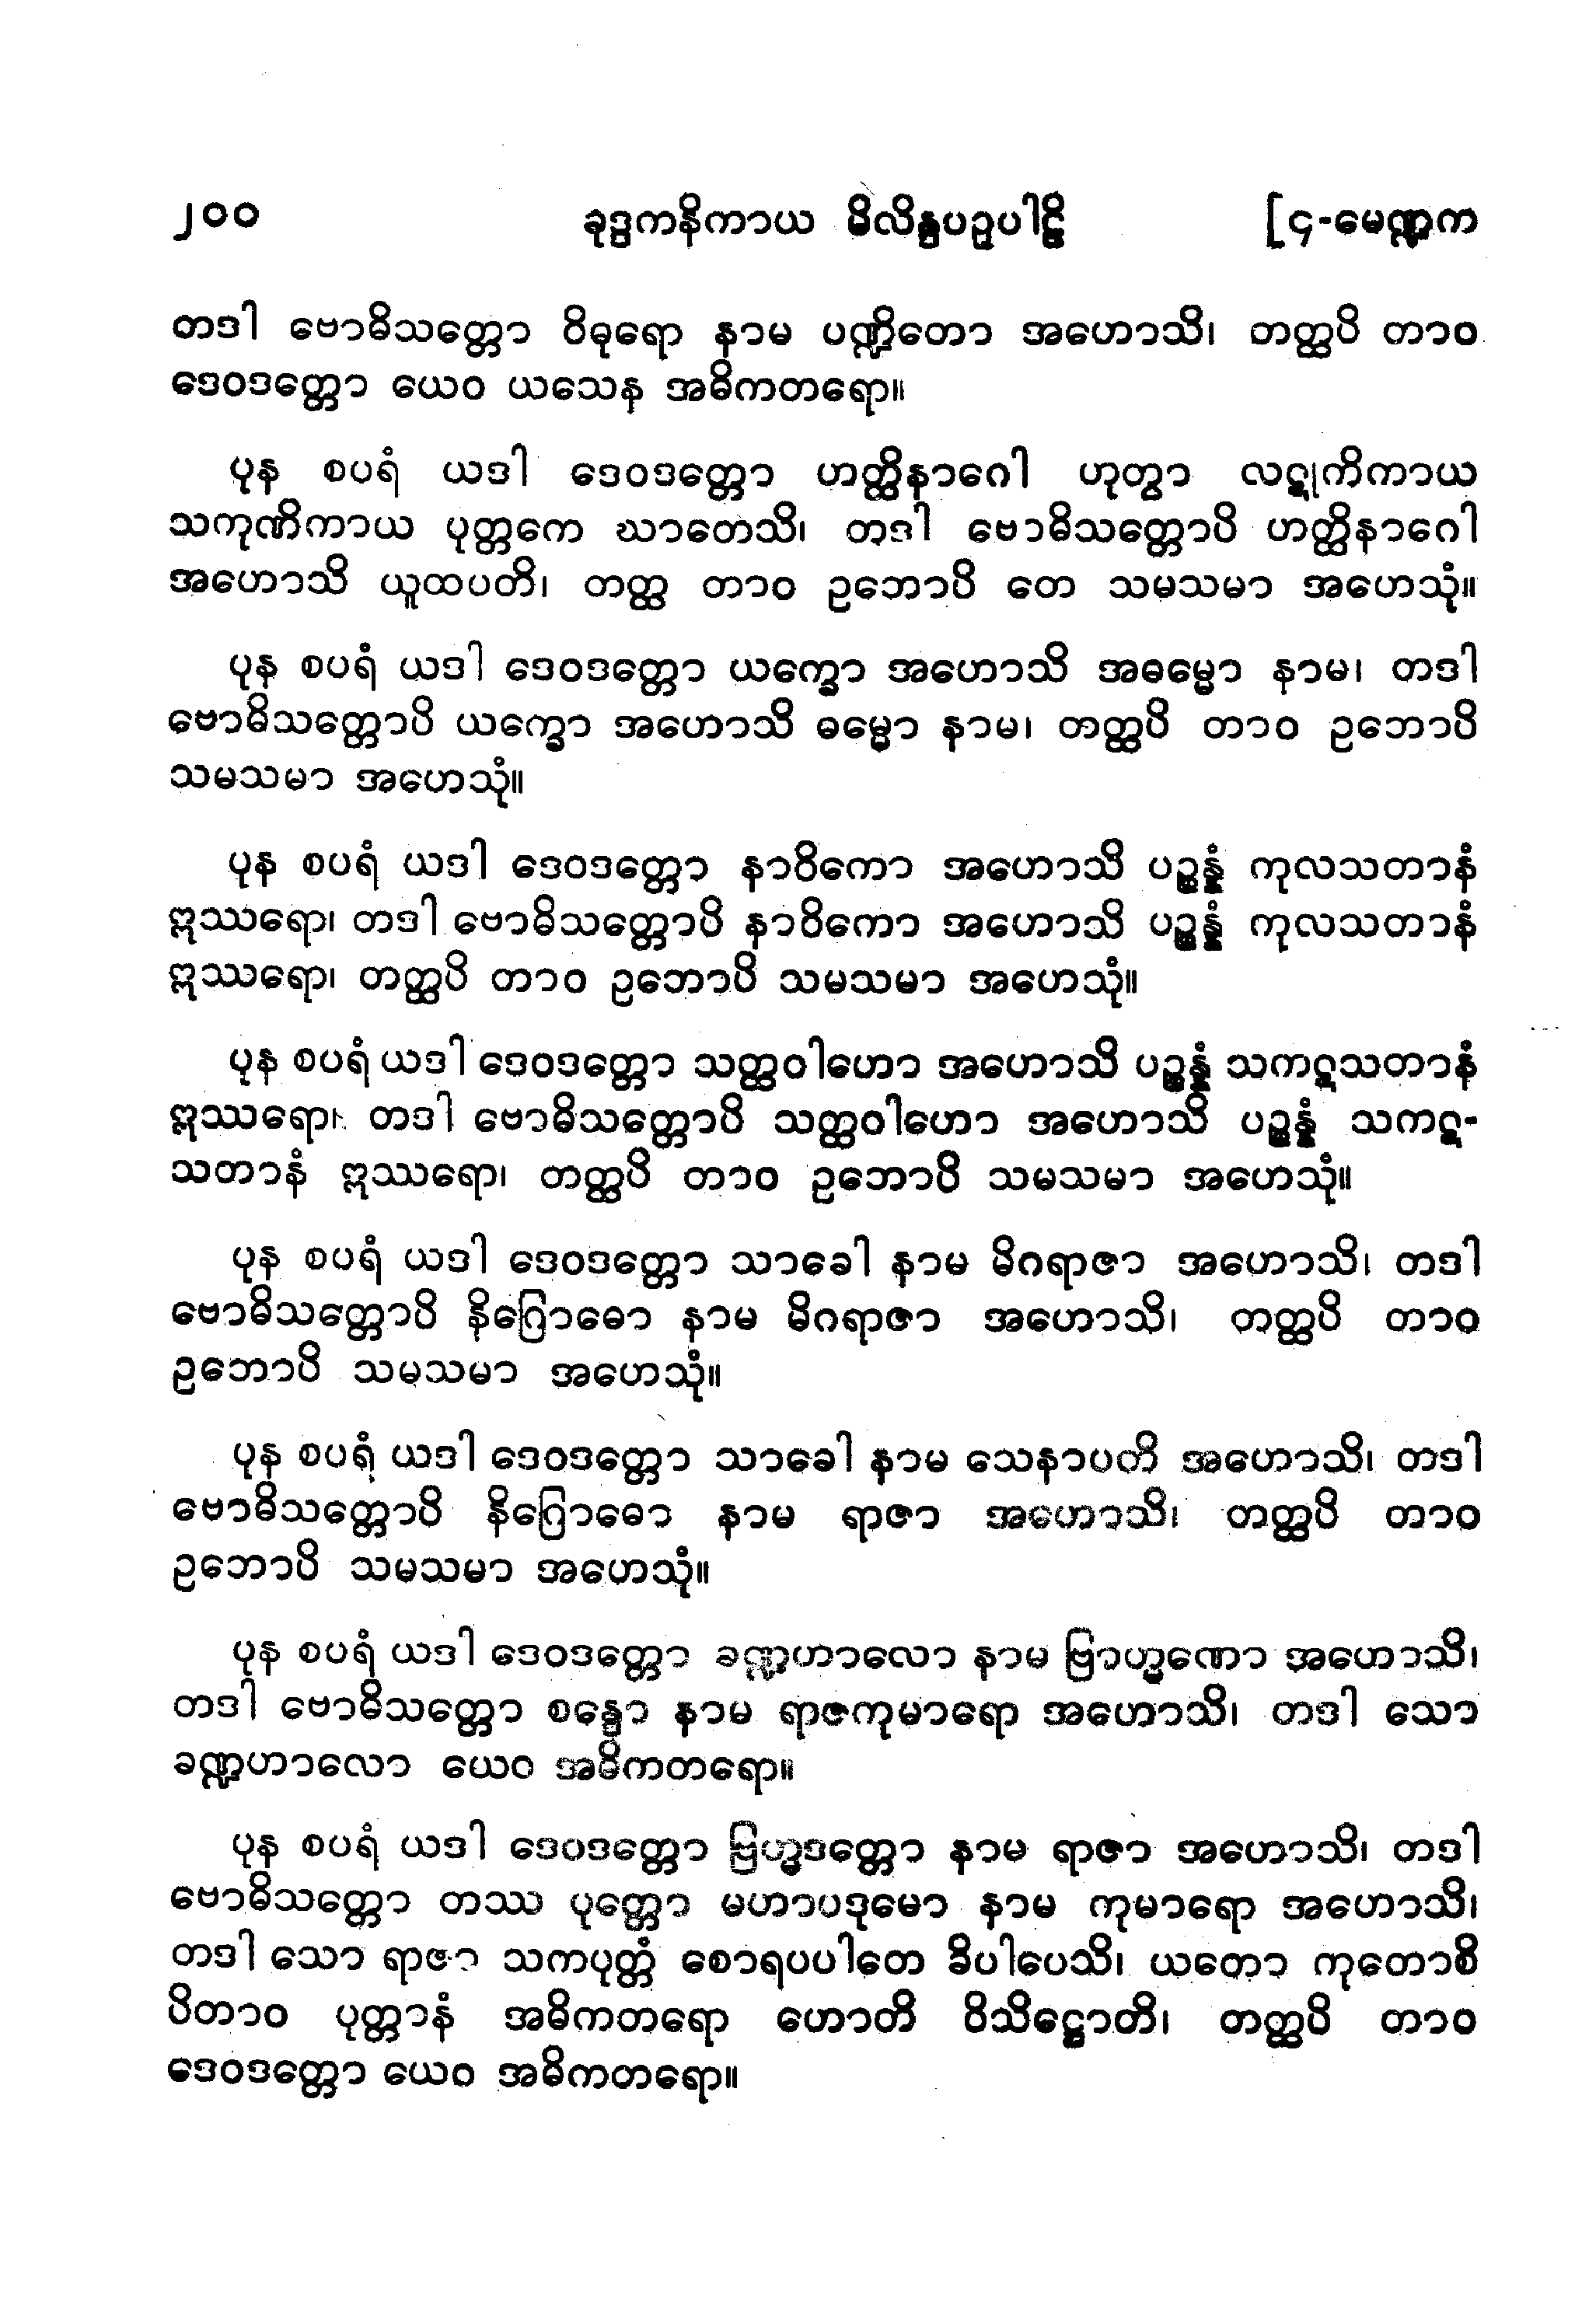 ၂၀၀ ခုဒ္ဒကနိကာယ မိလိန္ဒပဉှပါဠိ [၄-မေဏ္ဍက
တဒါ ဗောဓိသတ္တော ဝိဓုရော နာမ ပဏ္ဍိတော အဟောသိ၊ တတ္ထပိ တာဝ
ဒေဝဒတ္တော ယေဝ ယသေန အဓိကတရော။
ပုန စပရံ ယဒါ ဒေဝဒတ္တော ဟတ္ထိနာဂေါ ဟုတွာ လဋုကိကာယ
သကုဏိကာယ ပုတ္တကေ ဃာတေသိ၊ တဒါ ဗောဓိသတ္တောပိ ဟတ္ထိနာဂေါ
အဟောသိ ယူထပတိ၊ တတ္ထ တာဝ ဥဘောပိ တေ သမသမာ အဟေသုံ။
ပုန စပရံ ယဒါ ဒေဝဒတ္တော ယက္ခော အဟောသိ အဓမ္မော နာမ၊ တဒါ
ဗောဓိသတ္တောပိ ယက္ခော အဟောသိ ဓမ္မော နာမ၊ တတ္ထပိ တာဝ ဥဘောပိ
သမသမာ အဟေသုံ။
ပုန စပရံ ယဒါ ဒေဝဒတ္တော နာဝိကော အဟောသိ ပဉ္စန္နံ ကုလသတာနံ
ဣဿရော၊ တဒါ ဗောဓိသတ္တောပိ နာဝိကော အဟောသိ ပဉ္စန္နံ ကုလသတာနံ
ဣဿရော၊ တတ္ထပိ တာဝ ဥဘောပိ သမသမာ အဟေသုံ။
ပုန စပရံ ယဒါ ဒေဝဒတ္တော သတ္ထဝါဟော အဟောသိ ပဉ္စန္နံ သကဋသတာနံ
ဣဿရော၊ တဒါ ဗောဓိသတ္တောပိ သတ္ထဝါဟော အဟောသိ ပဉ္စန္နံ သကဋ-
သတာနံ ဣဿရော၊ တတ္ထပိ တာဝ ဥဘောပိ သမသမာ အဟေသုံ။
ပုန စပရံ ယဒါ ဒေဝဒတ္တော သာခေါ နာမ မိဂရာဇာ အဟောသိ၊ တဒါ
ဗောဓိသတ္တောပိ နိဂြောဓော နာမ မိဂရာဇာ အဟောသိ၊ တတ္ထပိ တာဝ
ဥဘောပိ သမသမာ အဟေသုံ။
ပုန စပရံ ယဒါ ဒေဝဒတ္တော သာခေါ နာမ သေနာပတိ အဟောသိ၊ တဒါ
ဗောဓိသတ္တောပိ နိဂြောဓော နာမ ရာဇာ အဟောသိ၊ တတ္ထပိ တာဝ
ဥဘောပိ သမသမာ အဟေသုံ။
ပုန စပရံ ယဒါ ဒေဝဒတ္တော ခဏ္ဍဟာလော နာမ ဗြာဟ္မဏော အဟောသိ၊
တဒါ ဗောဓိသတ္တော စန္ဒော နာမ ရာဇကုမာရော အဟောသိ၊ တဒါ သော
ခဏ္ဍဟာလော ယေဝ အဓိကတရော။
ပုန စပရံ ယဒါ ဒေဝဒတ္တော ဗြဟ္မဒတ္တော နာမ ရာဇာ အဟောသိ၊ တဒါ
ဗောဓိသတ္တော တဿ ပုတ္တော မဟာပဒုမော နာမ ကုမာရော အဟောသိ၊
တဒါ သော ရာဇာ သကပုတ္တံ စောရပပါတေ ခိပါပေသိ၊ ယတော ကုတောစိ
ပိတာဝ ပုတ္တာနံ အဓိကတရော ဟောတိ ဝိသိဋ္ဌောတိ၊ တတ္ထပိ တာဝ
ဒေဝဒတ္တော ယေဝ အဓိကတရော။